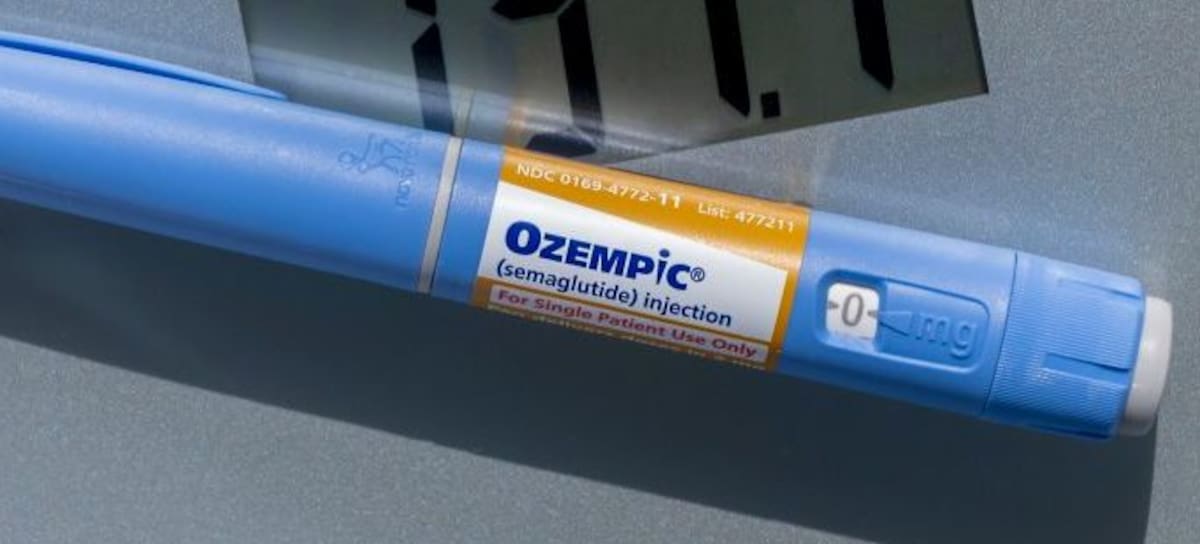 NDC 0169-4772-11 List: 477211
OZEMPIC®
(semaglutide) injection
For Single Patient Use Only
0
mg